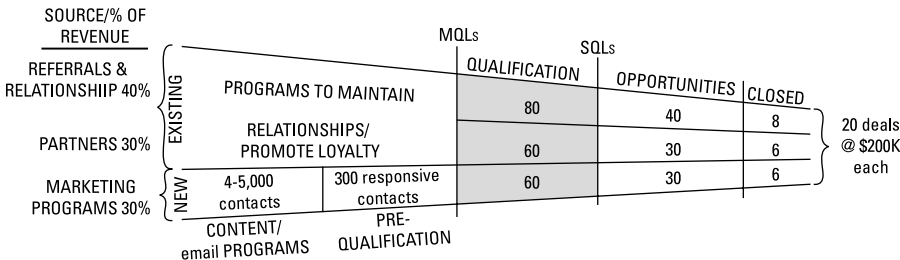 SOURCE/% OF
REVENUE
REFERRALS &
RELATIONSHIIP 40%
PARTNERS 30%
MARKETING
PROGRAMS 30%
EXISTING
NEW
PROGRAMS TO MAINTAIN
RELATIONSHIPS/
PROMOTE LOYALTY
4-5,000
contacts
300 responsive
contacts
CONTENT/
email PROGRAMS
PRE-
QUALIFICATION
MQLs
QUALIFICATION
80
60
60
SQLs
OPPORTUNITIES
40
30
30
CLOSED
8
6
6
20 deals
@ $200K
each